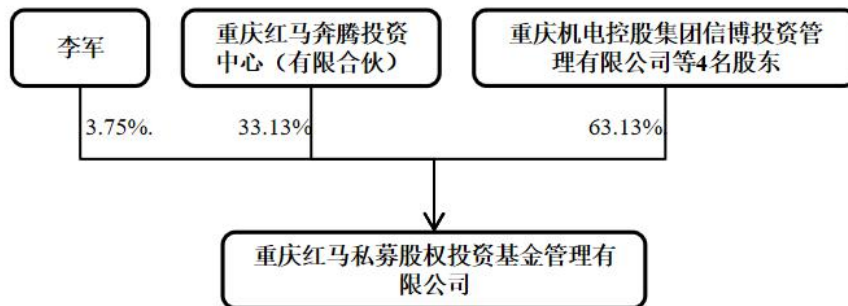 李军
重庆红马奔腾投资
中心（有限合伙）
重庆机电控股集团信博投资管
理有限公司等4名股东
3.75%.
33.13%
63.13%.
重庆红马私募股权投资基金管理有
限公司